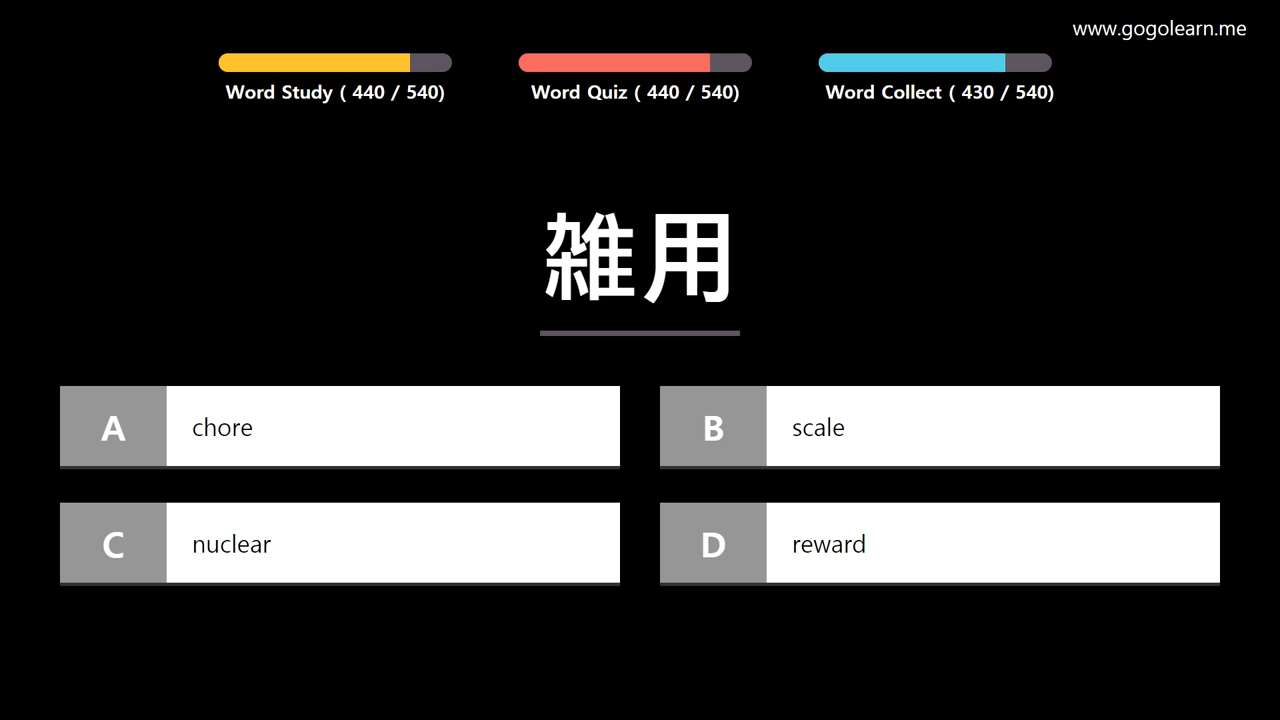 www.gogolearn.me
Word Study ( 440 / 540)
Word Quiz ( 440 / 540)
Word Collect ( 430 / 540)
雑用
A chore
B scale
C nuclear
D reward